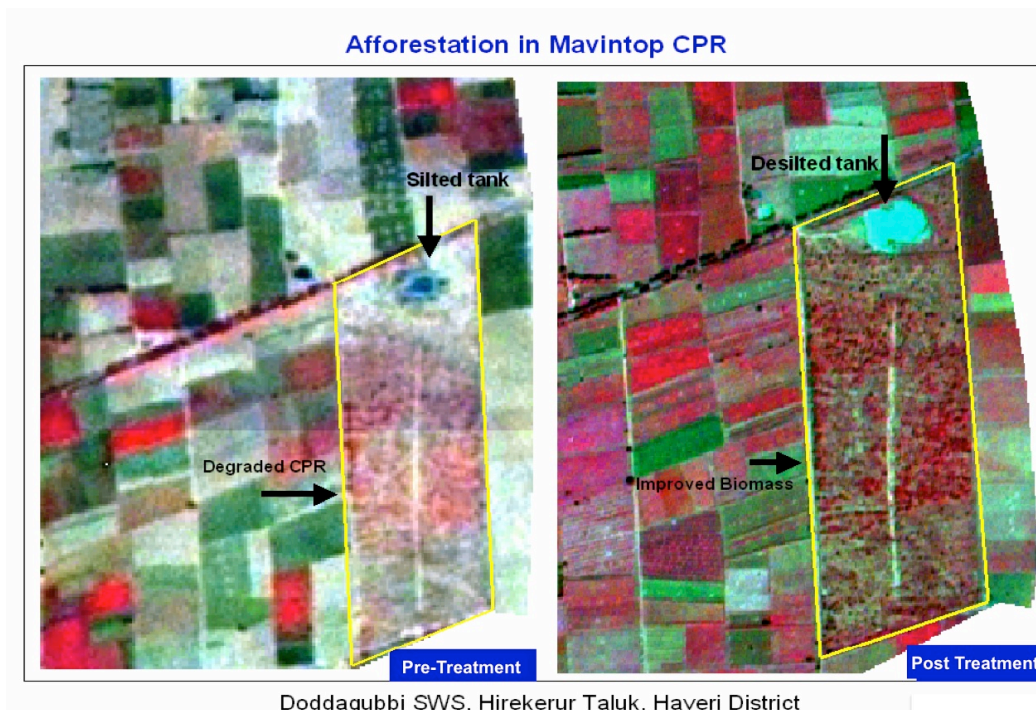 Afforestation in Mavintop CPR
Silted tank
Degraded CPR
Pre-Treatment
Desilted tank
Improved Biomass
Post Treatment
Doddagubbi SWS, Hirekerur Taluk, Haveri District